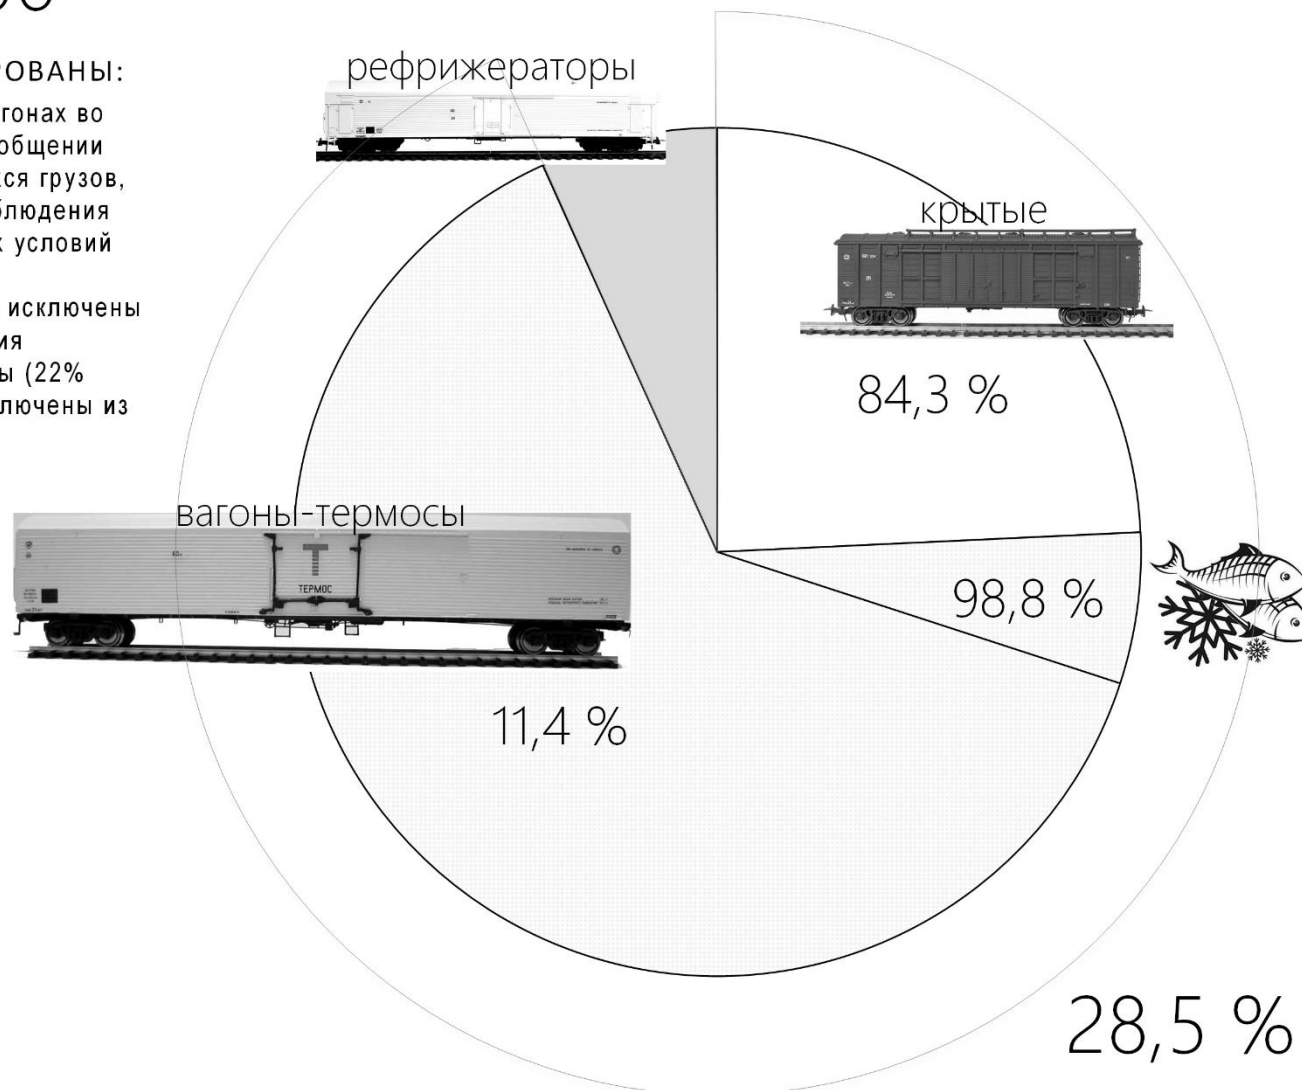 ОВАНЫ:
гонах во
общении
ся грузов,
людения
х условий
исключены
ия
ы (22%
лючены из
рефрижераторы
крытые
84,3 %
98,8 %
вагоны-термосы
Т
ТЕРМОС
11,4 %
28,5 %